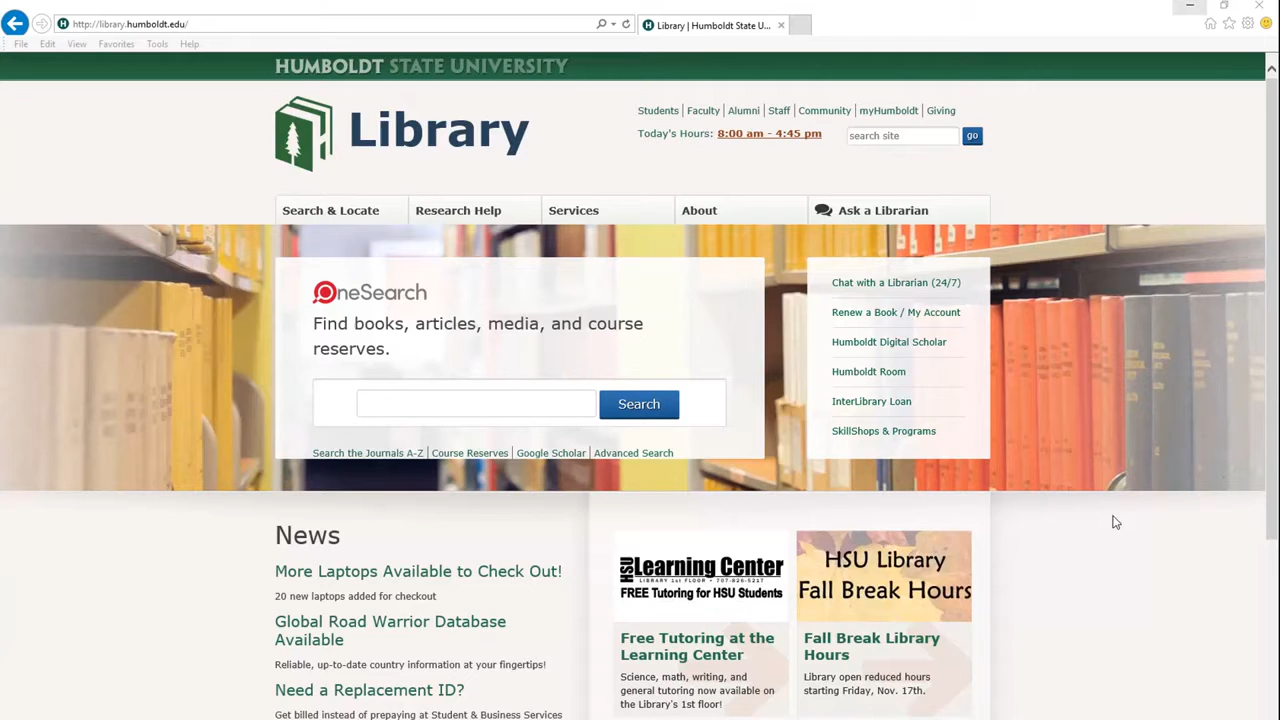 http://library.humboldt.edu/
Library | Humboldt State U...
File Edit View Favorites Tools Help
HUMBOLDT STATE UNIVERSITY
Library
Students Faculty Alumni Staff Community myHumboldt Giving
Today's Hours: 8:00 am - 4:45 pm
search site go
Search & Locate Research Help Services About Ask a Librarian
OneSearch
Find books, articles, media, and course
reserves.
Search
Search the Journals A-Z Course Reserves Google Scholar Advanced Search
Chat with a Librarian (24/7)
Renew a Book / My Account
Humboldt Digital Scholar
Humboldt Room
InterLibrary Loan
SkillShops & Programs
News
More Laptops Available to Check Out!
20 new laptops added for checkout
Global Road Warrior Database
Available
Reliable, up-to-date country information at your fingertips!
Need a Replacement ID?
Get billed instead of prepaying at Student & Business Services
HSU Learning Center
LIBRARY 1ST FLOOR • 707-826-5217
FREE Tutoring for HSU Students
Free Tutoring at the
Learning Center
Science, math, writing, and
general tutoring now available on
the Library's 1st floor!
HSU Library
Fall Break Hours
Fall Break Library
Hours
Library open reduced hours
starting Friday, Nov. 17th.